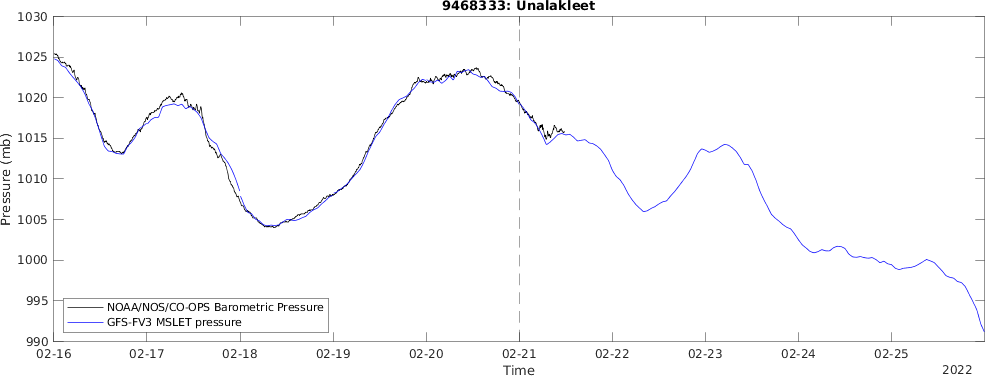 9468333: Unalakleet
Pressure (mb)
1030
1025
1020
1015
1010
1005
1000
995
990
NOAA/NOS/CO-OPS Barometric Pressure
GFS-FV3 MSLET pressure
02-16 02-17 02-18 02-19 02-20 02-21 02-22 02-23 02-24 02-25
Time
2022